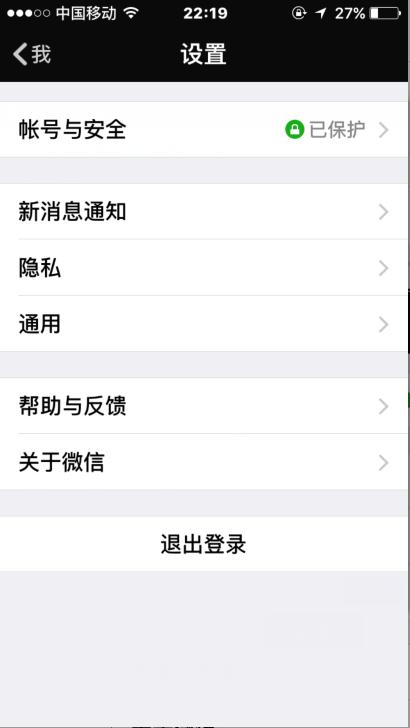 中国移动 22:19 27%
我 设置
帐号与安全 已保护
新消息通知
隐私
通用
帮助与反馈
关于微信
退出登录